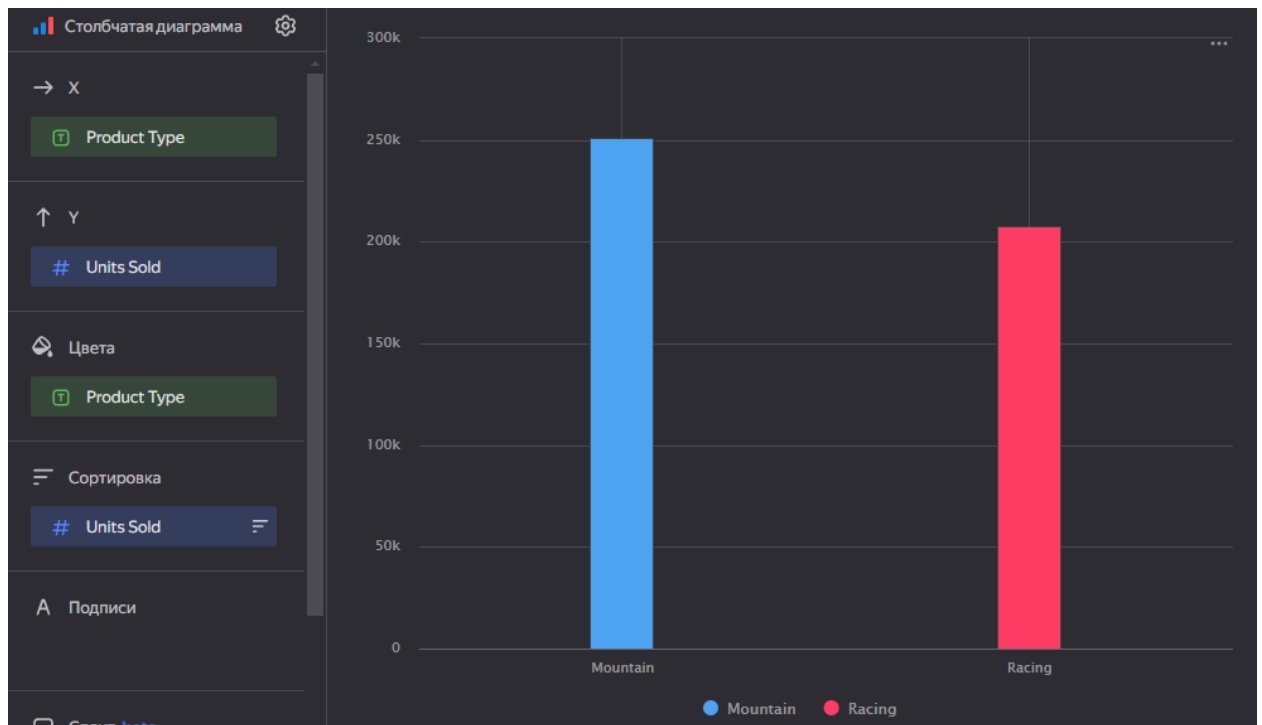 Столбчатая диаграмма
X
Product Type
Y
# Units Sold
Цвета
Product Type
Сортировка
# Units Sold
A Подписи
300k
250k
200k
150k
100k
50k
0
Mountain Racing
Mountain Racing